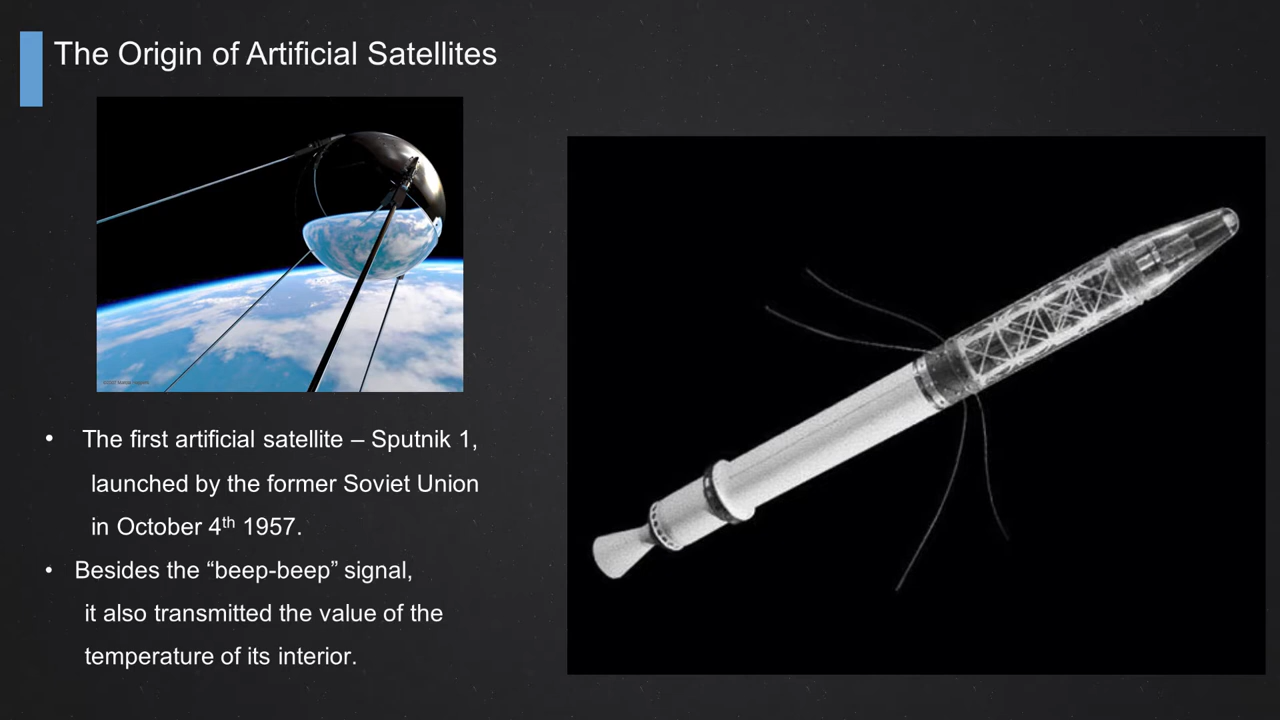 The Origin of Artificial Satellites
• The first artificial satellite – Sputnik 1,
launched by the former Soviet Union
in October 4th 1957.
• Besides the “beep-beep” signal,
it also transmitted the value of the
temperature of its interior.